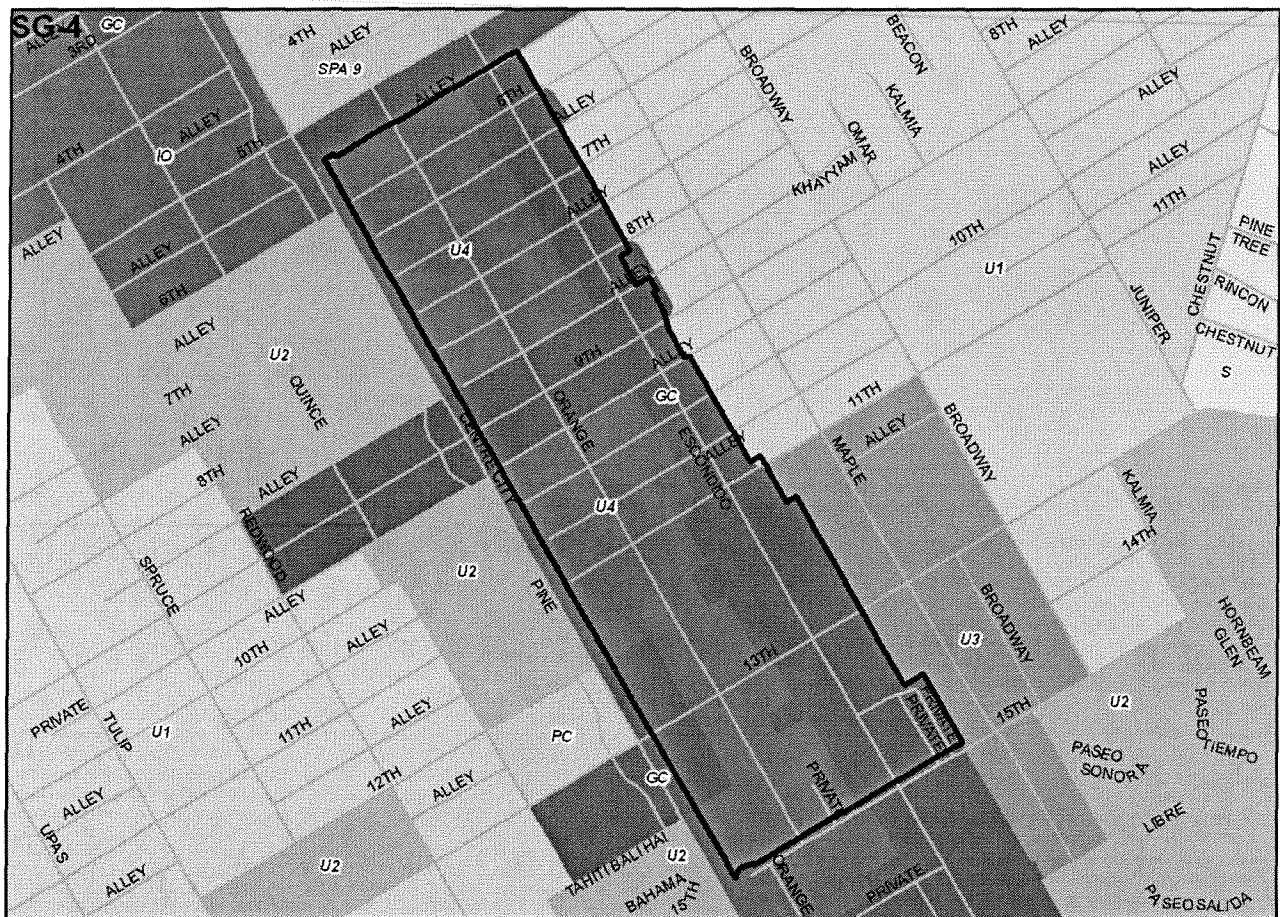 SG-4
GC
ALLEY
3RD
4TH
ALLEY
SPA 9
ALLEY
4TH
IO
5TH
6TH
ALLEY
ALLEY
ALLEY
6TH
ALLEY
7TH
ALLEY
8TH
BROADWAY
BEACON
KALMIA
OMAR
KHAYYAM
8TH
ALLEY
ALLEY
ALLEY
11TH
10TH
U1
JUNIPER
CHESTNUT
PINE
TREE
RINCON
CHESTNUT
S
U4
ALLEY
9TH
ALLEY
GC
ORANGE
ESCONDIDO
ALLEY
U4
CENTRE CITY
ALLEY
U2
QUINCE
7TH
ALLEY
8TH
ALLEY
REDWOOD
SPRUCE
U2
PINE
ALLEY
10TH
ALLEY
11TH
ALLEY
12TH
ALLEY
PRIVATE
TULIP
U1
ALLEY
UPAS
ALLEY
U2
PC
GC
TAHITI BALI HAI
U2
BAHAMA
15TH
13TH
PRIVATE
PRIVATE
PRIVAT
ORANGE
PRIVATE
11TH
ALLEY
MAPLE
BROADWAY
KALMIA
14TH
BROADWAY
U3
15TH
U2
HORNBEAM
GLEN
PASEO
TIEMPO
PASEO
SONORA
LIBRE
PASEO SALIDA